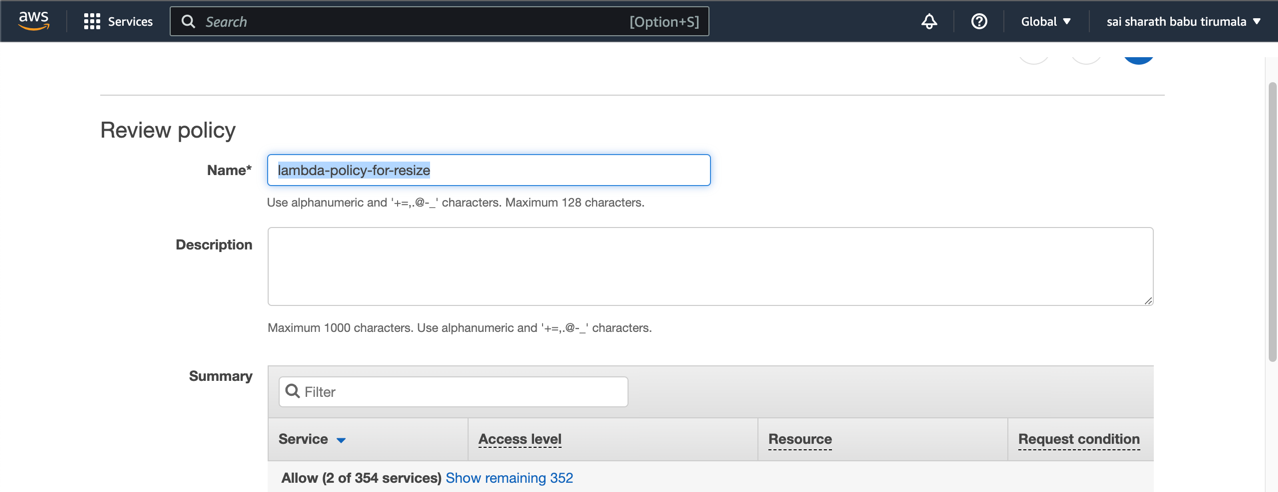 aws
Services
Search [Option+S]
Global ▼
sai sharath babu tirumala ▼
Review policy
Name*
lambda-policy-for-resize
Use alphanumeric and '+=,.@-_' characters. Maximum 128 characters.
Description
Maximum 1000 characters. Use alphanumeric and '+=,.@-_' characters.
Summary
Filter
Service Access level Resource Request condition
Allow (2 of 354 services) Show remaining 352